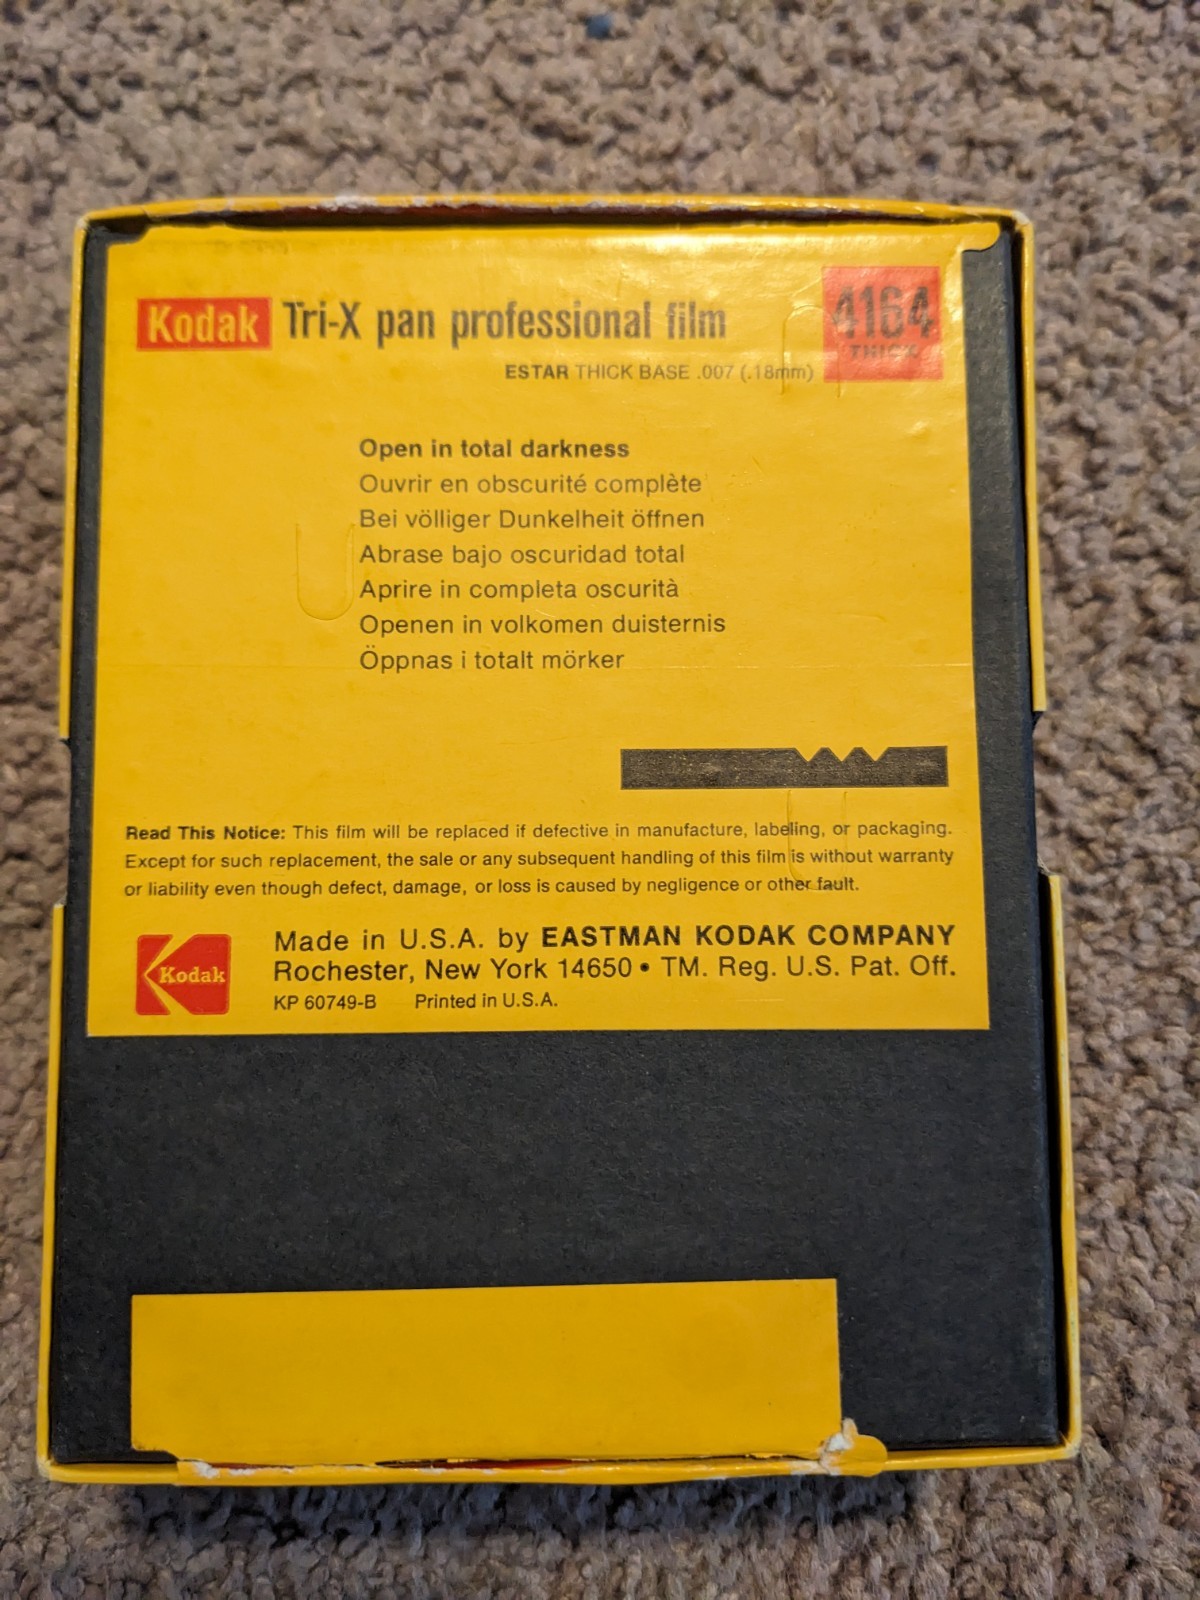 Kodak Tri-X pan professional film
4164
THICK
ESTAR THICK BASE .007 (.18mm)
Open in total darkness
Ouvrir en obscurité complète
Bei völliger Dunkelheit öffnen
Abrase bajo oscuridad total
Aprire in completa oscurità
Openen in volkomen duisternis
Öppnas i totalt mörker
Read This Notice: This film will be replaced if defective in manufacture, labeling, or packaging.
Except for such replacement, the sale or any subsequent handling of this film is without warranty
or liability even though defect, damage, or loss is caused by negligence or other fault.
Kodak
Made in U.S.A. by EASTMAN KODAK COMPANY
Rochester, New York 14650 • TM. Reg. U.S. Pat. Off.
KP 60749-B Printed in U.S.A.